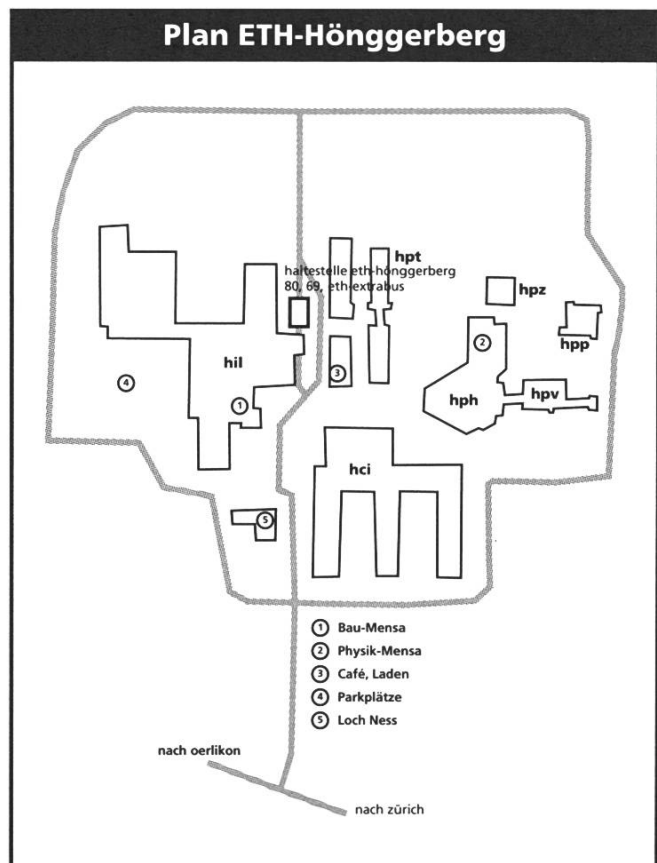 Plan ETH-Hönggerberg
hpt
haltestelle eth-hönggerberg
80, 69, eth-extrabus
hpz
hpp
2
hil
3
4
hph
hpv
1
hci
5
1 Bau-Mensa
2 Physik-Mensa
3 Café, Laden
4 Parkplätze
5 Loch Ness
nach oerlikon
nach zürich